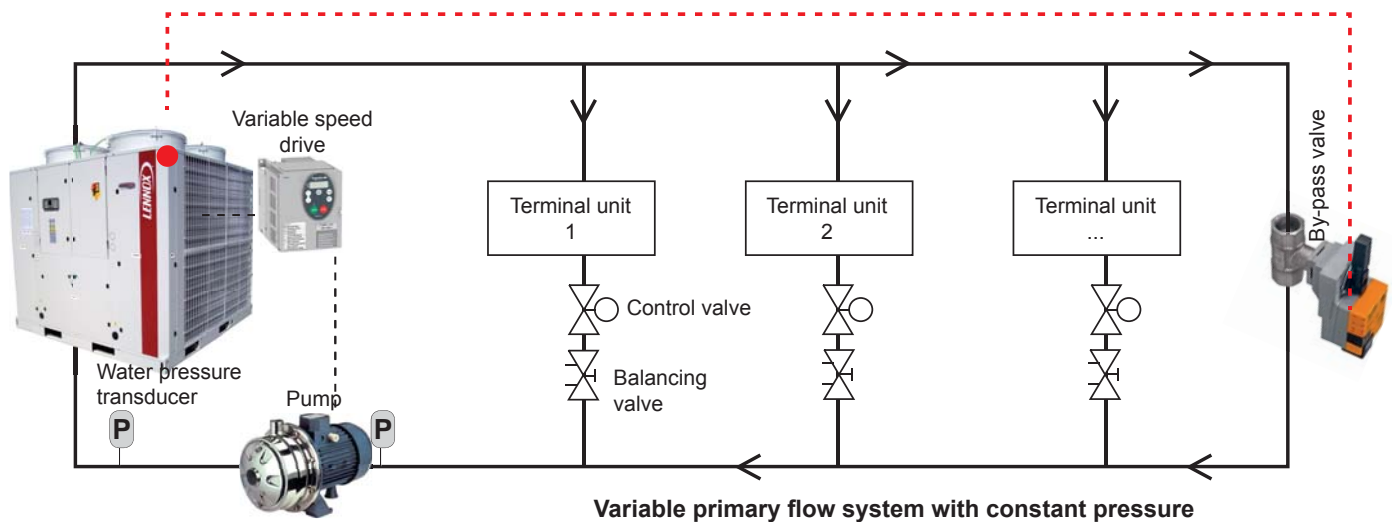 Variable speed
drive
LENNOX
Terminal unit
1
Terminal unit
2
Terminal unit
...
By-pass valve
Control valve
Balancing
valve
Water pressure
transducer
Pump
P
P
Variable primary flow system with constant pressure